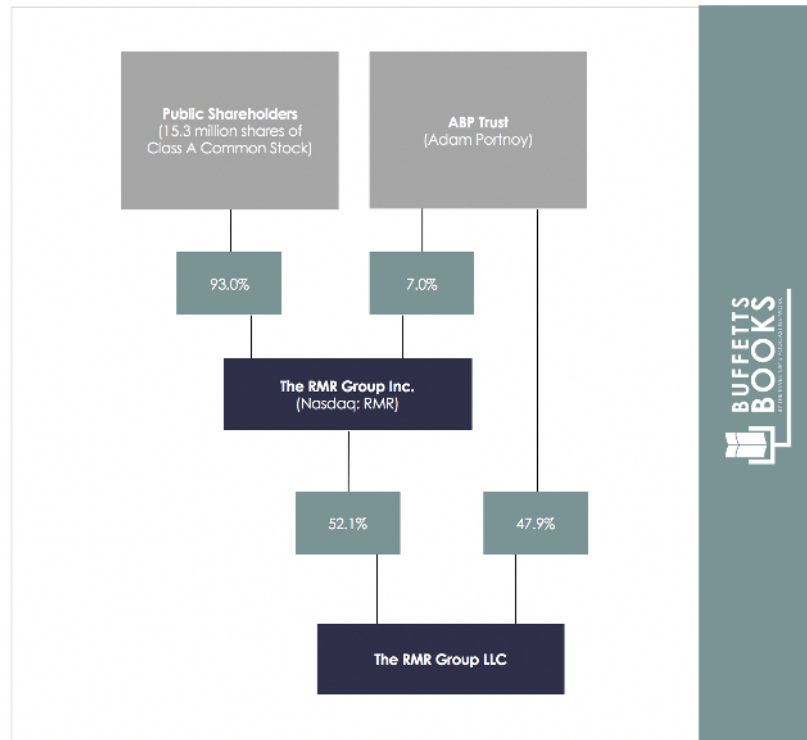 Public Shareholders
(15.3 million shares of
Class A Common Stock)
ABP Trust
(Adam Portnoy)
93.0%
7.0%
The RMR Group Inc.
(Nasdaq: RMR)
52.1%
47.9%
The RMR Group LLC
BUFFETTS
BOOKS